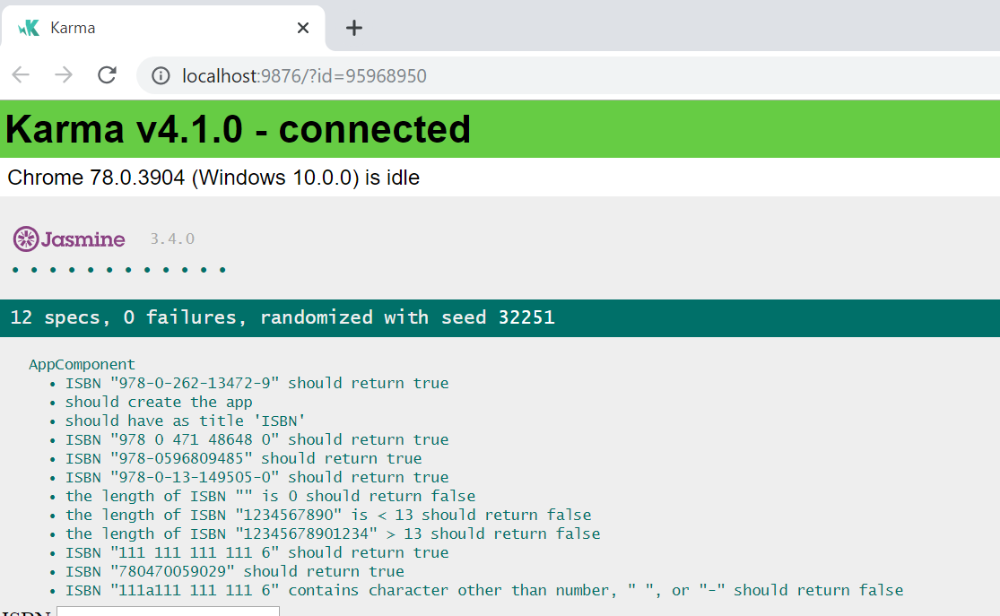 Karma
localhost:9876/?id=95968950
Karma v4.1.0 - connected
Chrome 78.0.3904 (Windows 10.0.0) is idle
Jasmine 3.4.0
12 specs, 0 failures, randomized with seed 32251
AppComponent
• ISBN "978-0-262-13472-9" should return true
• should create the app
• should have as title 'ISBN'
• ISBN "978 0 471 48648 0" should return true
• ISBN "978-0596809485" should return true
• ISBN "978-0-13-149505-0" should return true
• the length of ISBN "" is 0 should return false
• the length of ISBN "1234567890" is < 13 should return false
• the length of ISBN "12345678901234" > 13 should return false
• ISBN "111 111 111 111 6" should return true
• ISBN "780470059029" should return true
• ISBN "111a111 111 111 6" contains character other than number, " ", or "-" should return false
ISBN